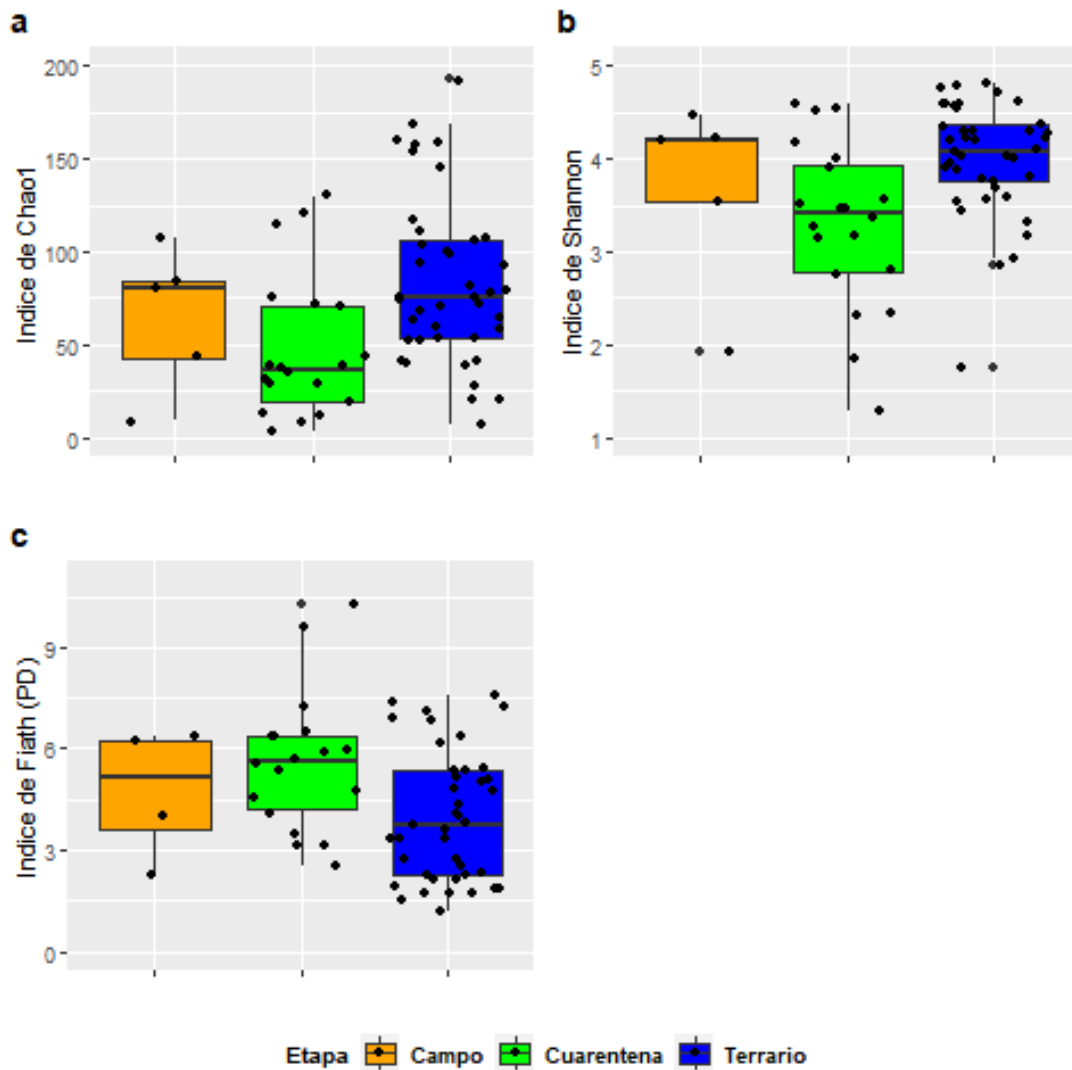 a
b
Indice de Chao1
200
150
100
50
0
Indice de Shannon
5
4
3
2
1
c
Indice de Fiath (PD)
9
6
3
0
Etapa Campo Cuarentena Terrario